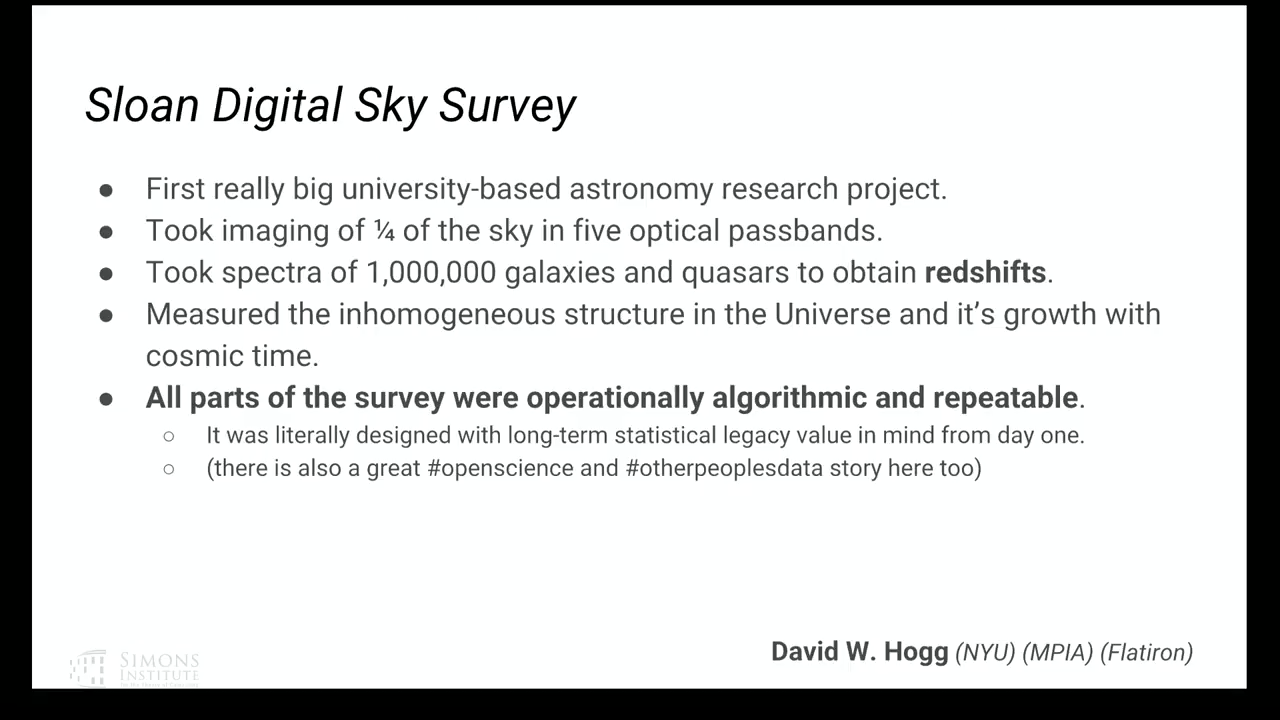 Sloan Digital Sky Survey
● First really big university-based astronomy research project.
● Took imaging of ¼ of the sky in five optical passbands.
● Took spectra of 1,000,000 galaxies and quasars to obtain redshifts.
● Measured the inhomogeneous structure in the Universe and it’s growth with
cosmic time.
● All parts of the survey were operationally algorithmic and repeatable.
○ It was literally designed with long-term statistical legacy value in mind from day one.
○ (there is also a great #openscience and #otherpeoplesdata story here too)
David W. Hogg (NYU) (MPIA) (Flatiron)
SIMONS
INSTITUTE